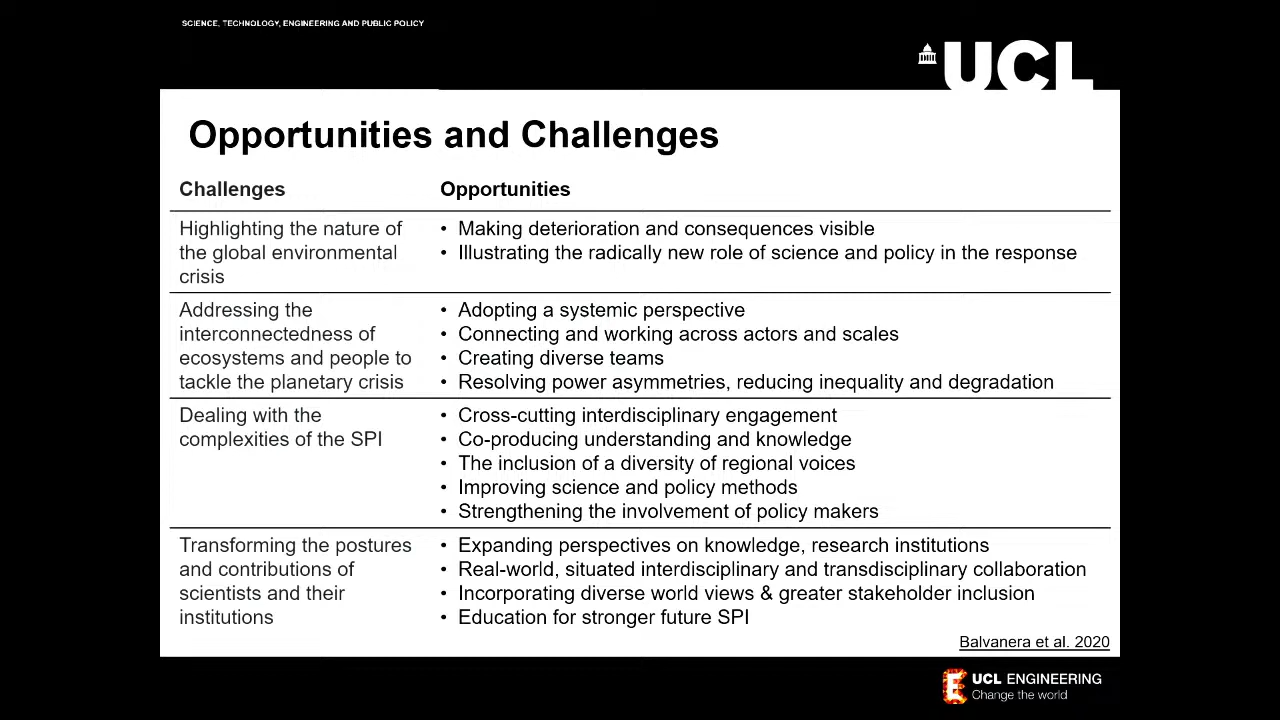 SCIENCE, TECHNOLOGY, ENGINEERING AND PUBLIC POLICY
UCL
Opportunities and Challenges
Challenges
Opportunities
Highlighting the nature of
the global environmental
crisis
• Making deterioration and consequences visible
• Illustrating the radically new role of science and policy in the response
Addressing the
interconnectedness of
ecosystems and people to
tackle the planetary crisis
• Adopting a systemic perspective
• Connecting and working across actors and scales
• Creating diverse teams
• Resolving power asymmetries, reducing inequality and degradation
Dealing with the
complexities of the SPI
• Cross-cutting interdisciplinary engagement
• Co-producing understanding and knowledge
• The inclusion of a diversity of regional voices
• Improving science and policy methods
• Strengthening the involvement of policy makers
Transforming the postures
and contributions of
scientists and their
institutions
• Expanding perspectives on knowledge, research institutions
• Real-world, situated interdisciplinary and transdisciplinary collaboration
• Incorporating diverse world views & greater stakeholder inclusion
• Education for stronger future SPI
Balvanera et al. 2020
UCL ENGINEERING
Change the world